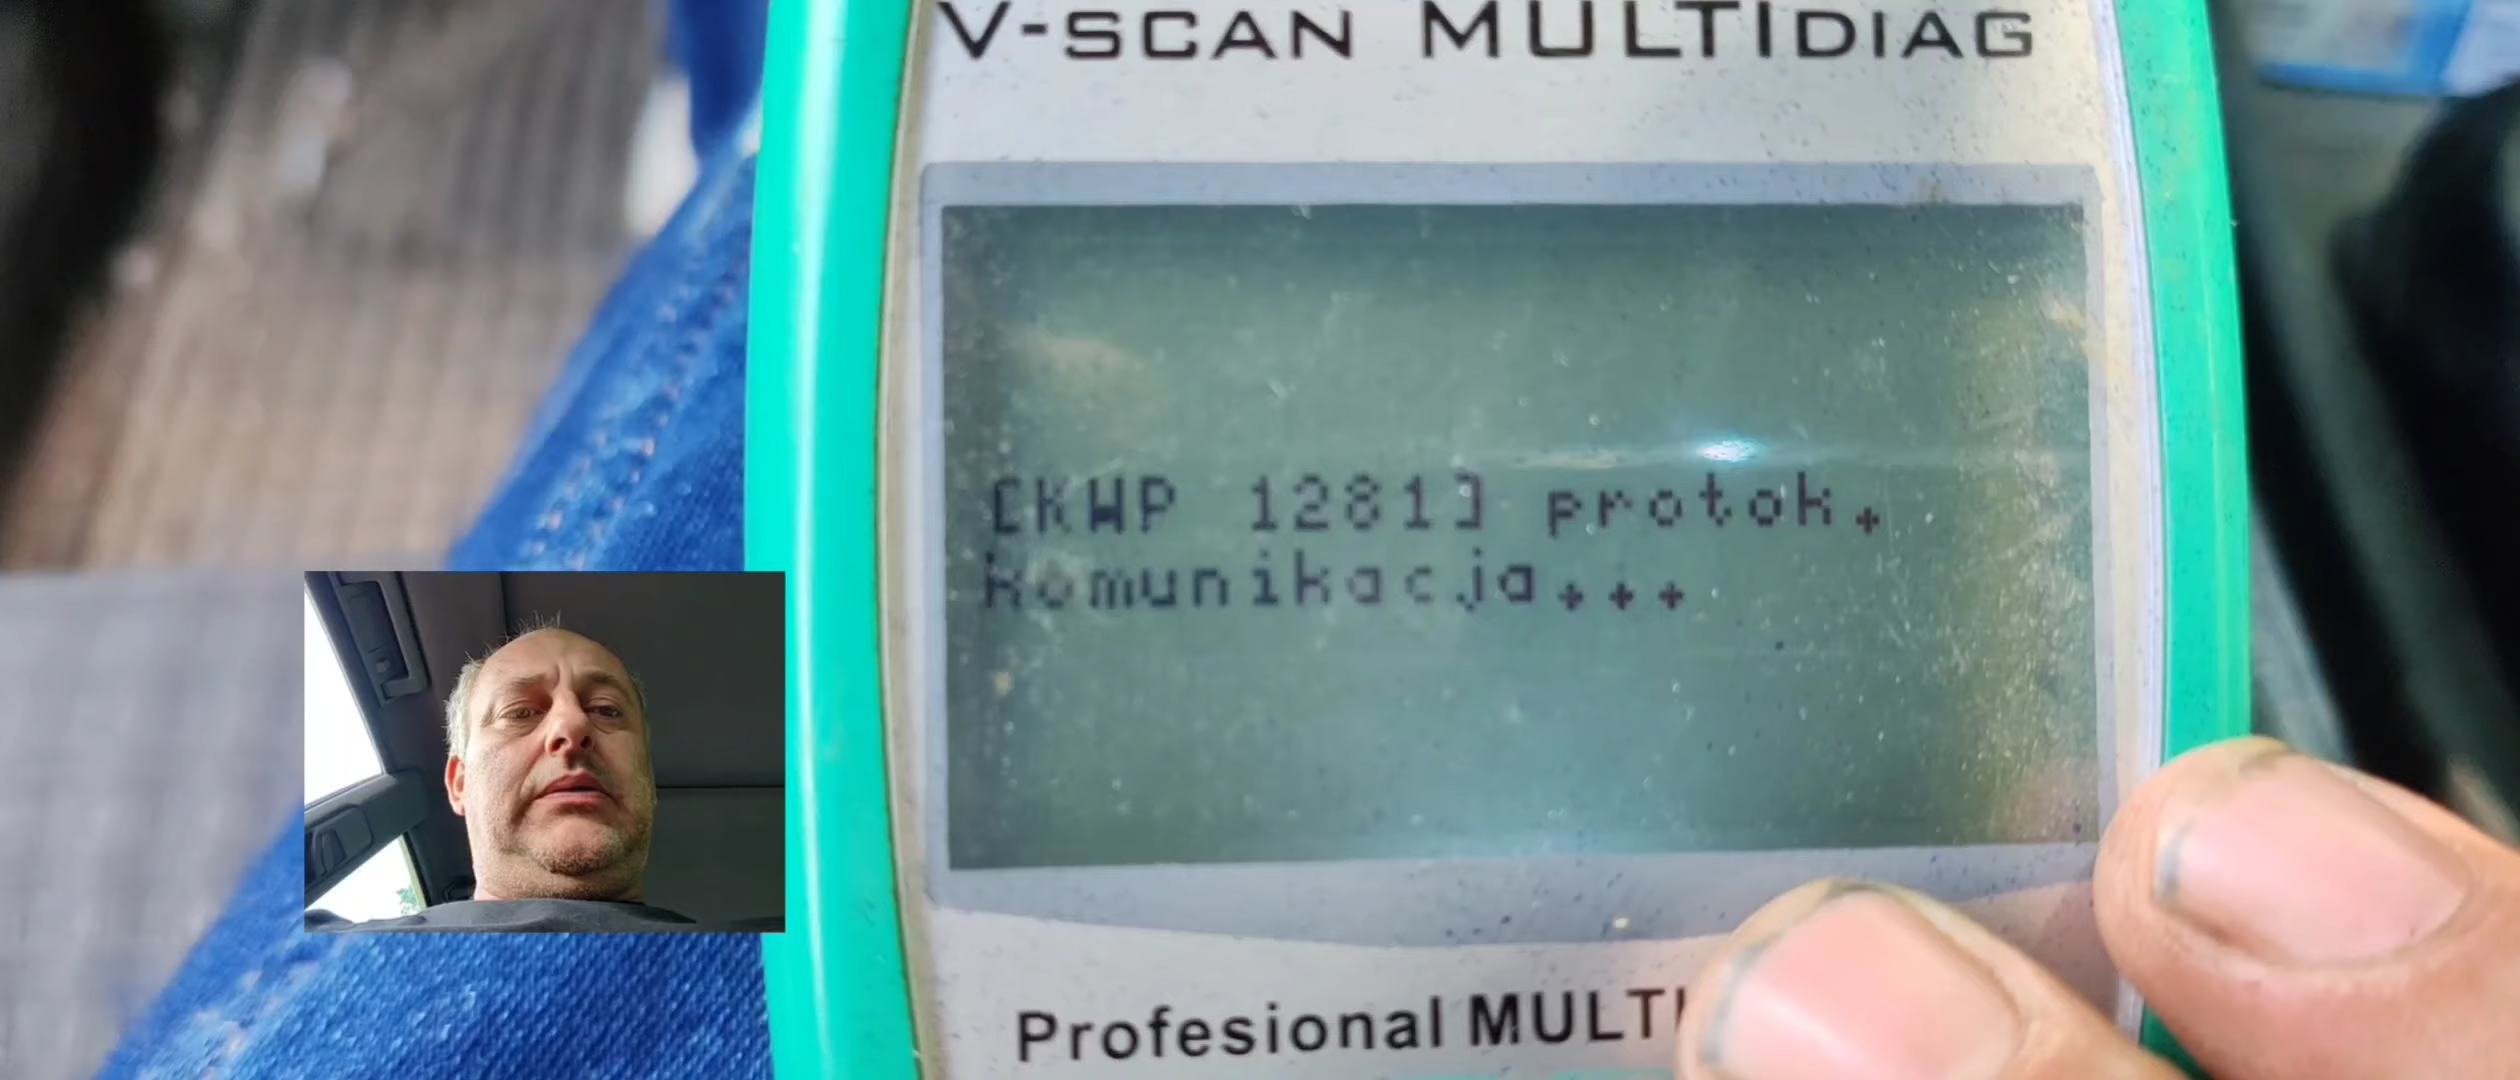 V-SCAN MULTIDIAG
[KWP 1281] protok.
Komunikacja...
Profesional MULTI